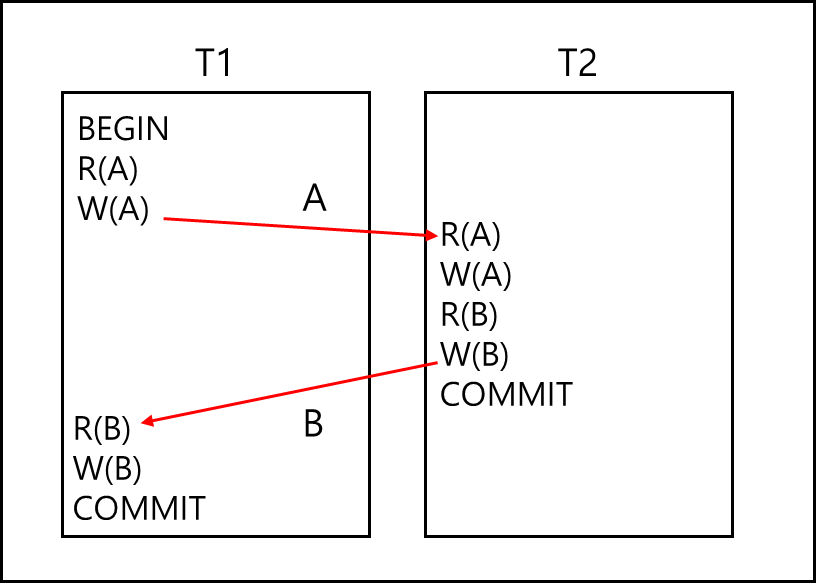 T1
BEGIN
R(A)
W(A)
A
R(B)
W(B)
COMMIT
B
T2
R(A)
W(A)
R(B)
W(B)
COMMIT